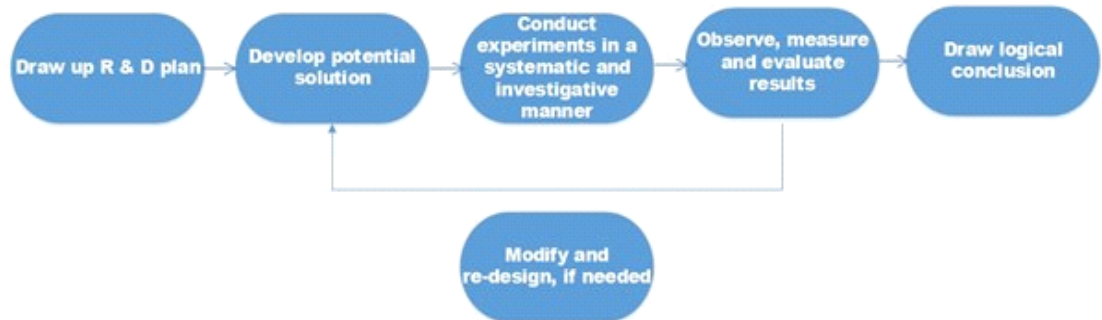 Draw up R & D plan
Develop potential
solution
Conduct
experiments in a
systematic and
investigative
manner
Observe, measure
and evaluate
results
Draw logical
conclusion
Modify and
re-design, if needed